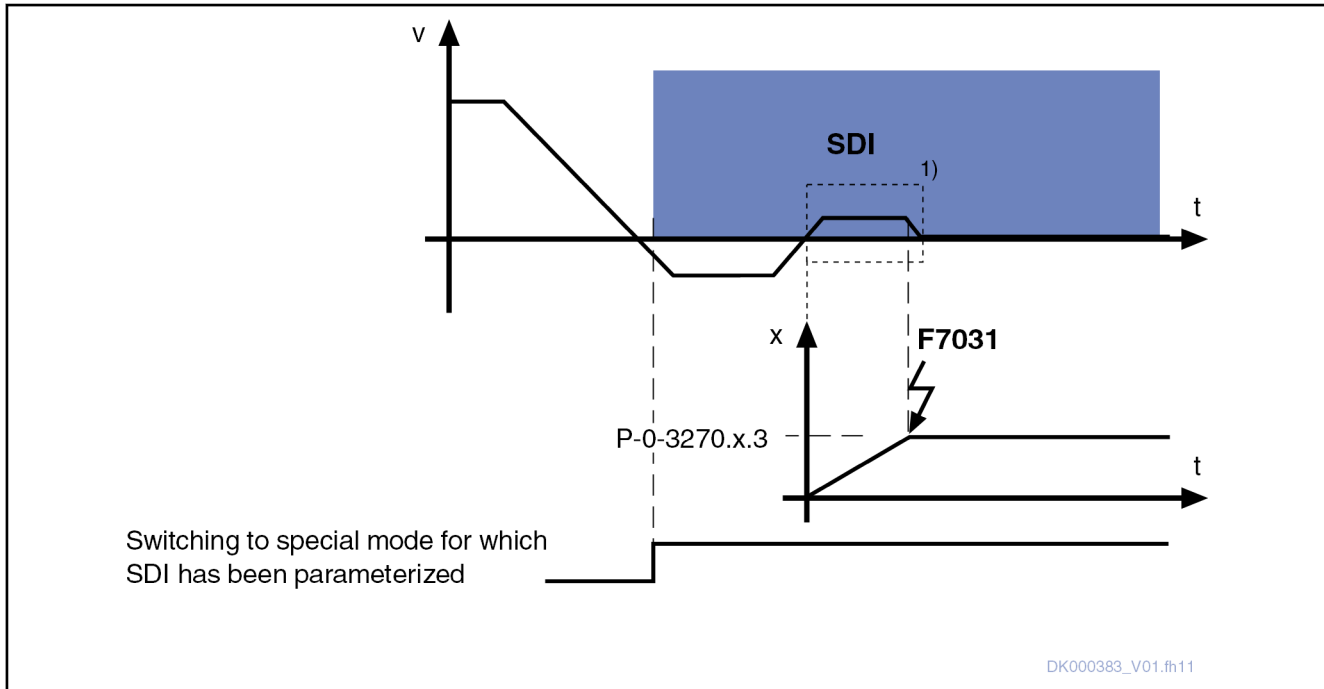 v
SDI
1)
t
x
F7031
P-0-3270.x.3
t
Switching to special mode for which
SDI has been parameterized
DK000383_V01.fh11